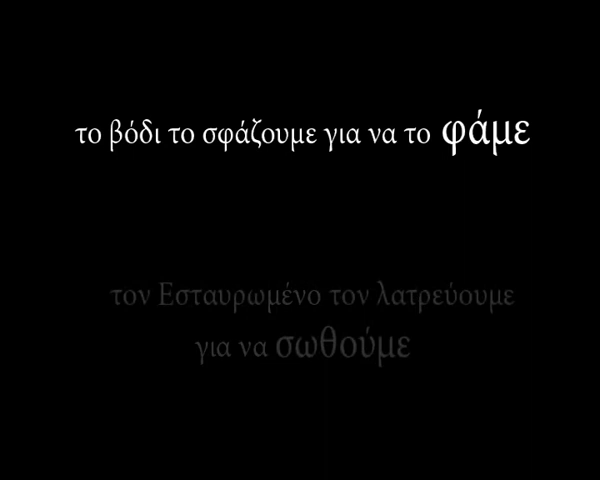 το βόδι το σφάζουμε για να το φάμε
τον Εσταυρωμένο τον λατρεύουμε
για να σωθούμε